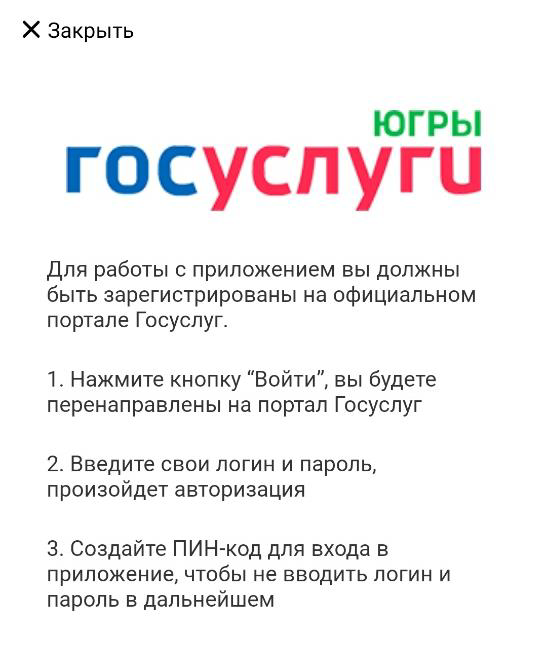 Закрыть
ЮГРЫ
госуслуги
Для работы с приложением вы должны
быть зарегистрированы на официальном
портале Госуслуг.
1. Нажмите кнопку “Войти”, вы будете
перенаправлены на портал Госуслуг
2. Введите свои логин и пароль,
произойдет авторизация
3. Создайте ПИН-код для входа в
приложение, чтобы не вводить логин и
пароль в дальнейшем